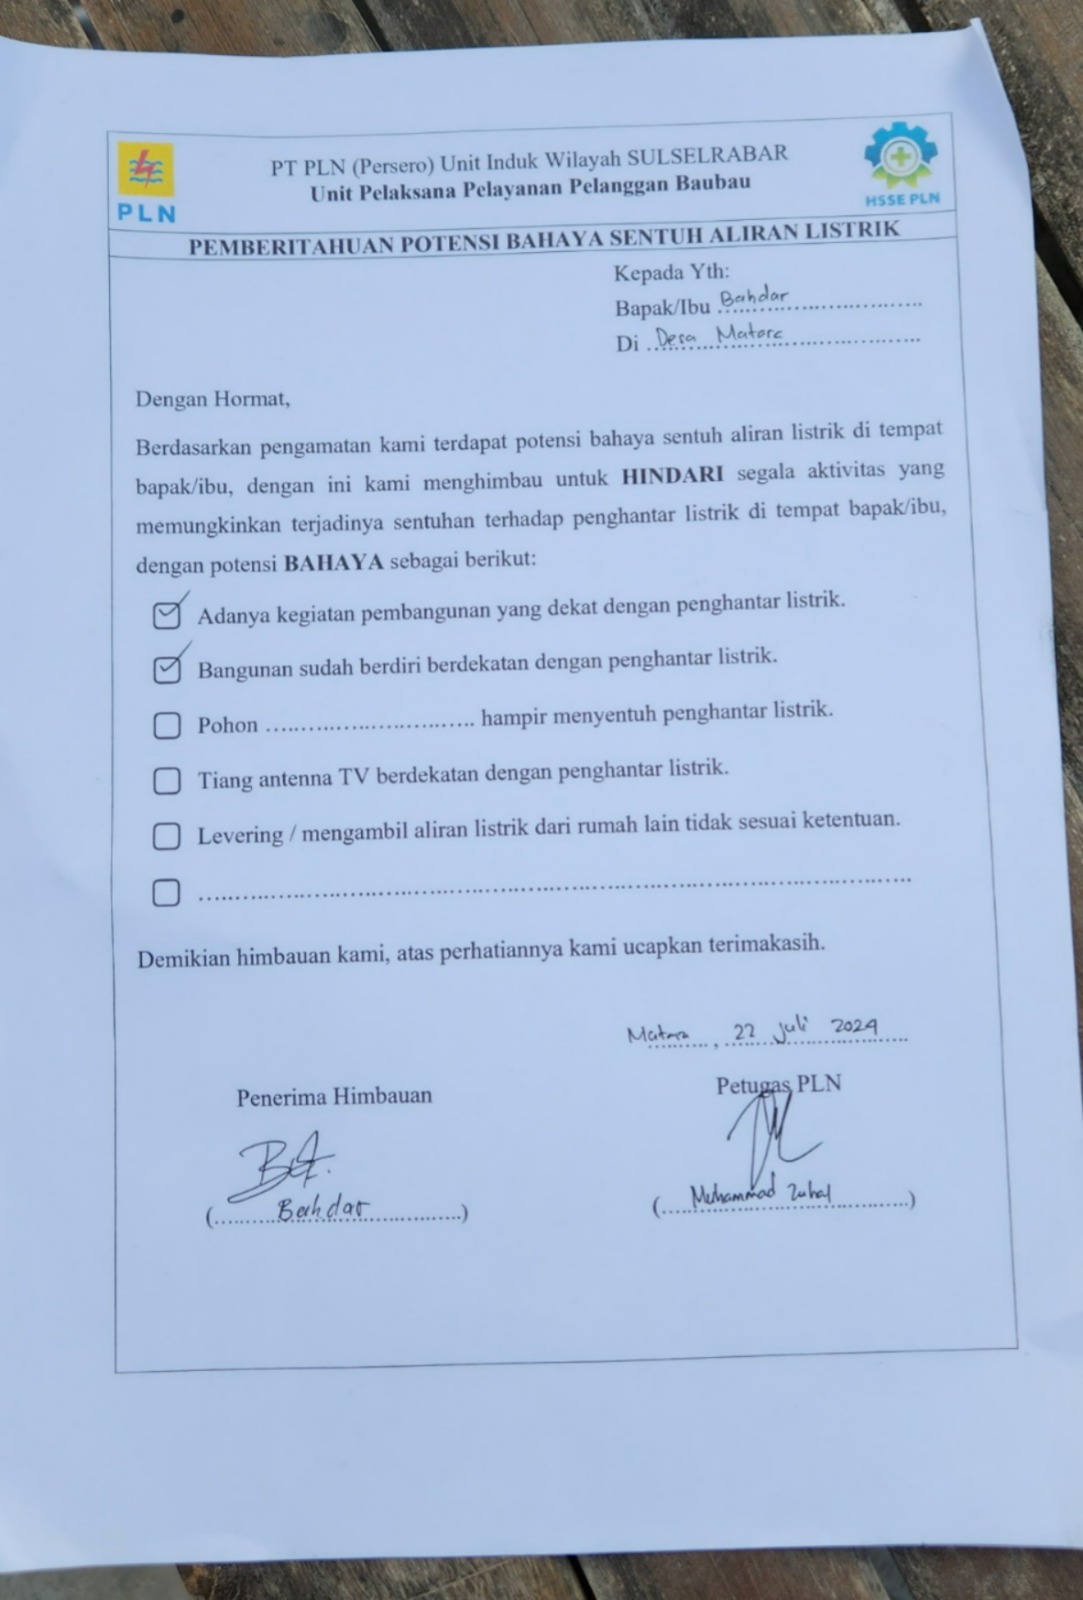 PLN
HSSE PLN
PT PLN (Persero) Unit Induk Wilayah SULSELRABAR
Unit Pelaksana Pelayanan Pelanggan Baubau
PEMBERITAHUAN POTENSI BAHAYA SENTUH ALIRAN LISTRIK
Kepada Yth:
Bapak/Ibu Bahdar
Di Desa Matara
Dengan Hormat,
Berdasarkan pengamatan kami terdapat potensi bahaya sentuh aliran listrik di tempat
bapak/ibu, dengan ini kami menghimbau untuk HINDARI segala aktivitas yang
memungkinkan terjadinya sentuhan terhadap penghantar listrik di tempat bapak/ibu,
dengan potensi BAHAYA sebagai berikut:
Adanya kegiatan pembangunan yang dekat dengan penghantar listrik.
Bangunan sudah berdiri berdekatan dengan penghantar listrik.
Pohon .............................. hampir menyentuh penghantar listrik.
Tiang antenna TV berdekatan dengan penghantar listrik.
Levering / mengambil aliran listrik dari rumah lain tidak sesuai ketentuan.
Demikian himbauan kami, atas perhatiannya kami ucapkan terimakasih.
Matara, 22 Juli 2024
Penerima Himbauan
Petugas PLN
(Bahdar)
(Muhammad Zuhal)